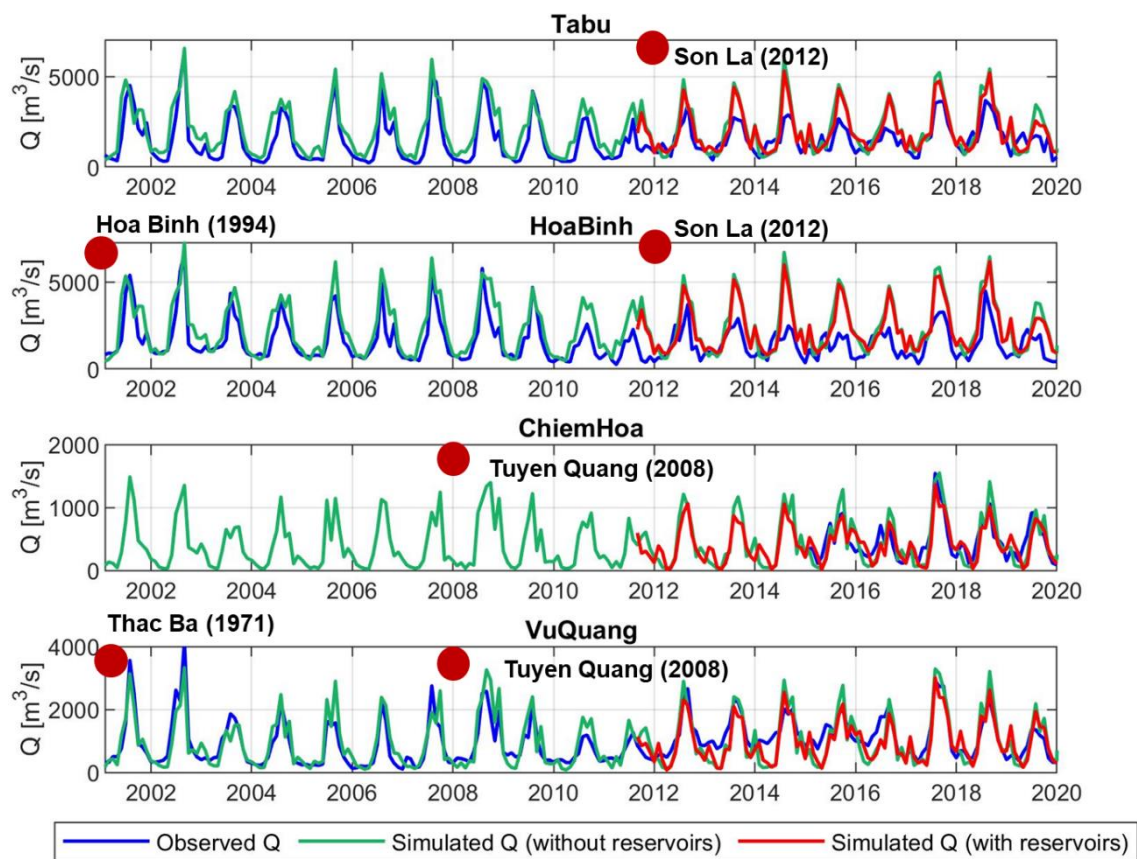 Tabu
Son La (2012)
Q [m³/s]
5000
0
2002 2004 2006 2008 2010 2012 2014 2016 2018 2020
Hoa Binh (1994)
HoaBinh
Son La (2012)
Q [m³/s]
5000
0
2002 2004 2006 2008 2010 2012 2014 2016 2018 2020
ChiemHoa
Tuyen Quang (2008)
Q [m³/s]
2000
1000
0
2002 2004 2006 2008 2010 2012 2014 2016 2018 2020
Thac Ba (1971)
VuQuang
Tuyen Quang (2008)
Q [m³/s]
4000
2000
0
2002 2004 2006 2008 2010 2012 2014 2016 2018 2020
Observed Q Simulated Q (without reservoirs) Simulated Q (with reservoirs)